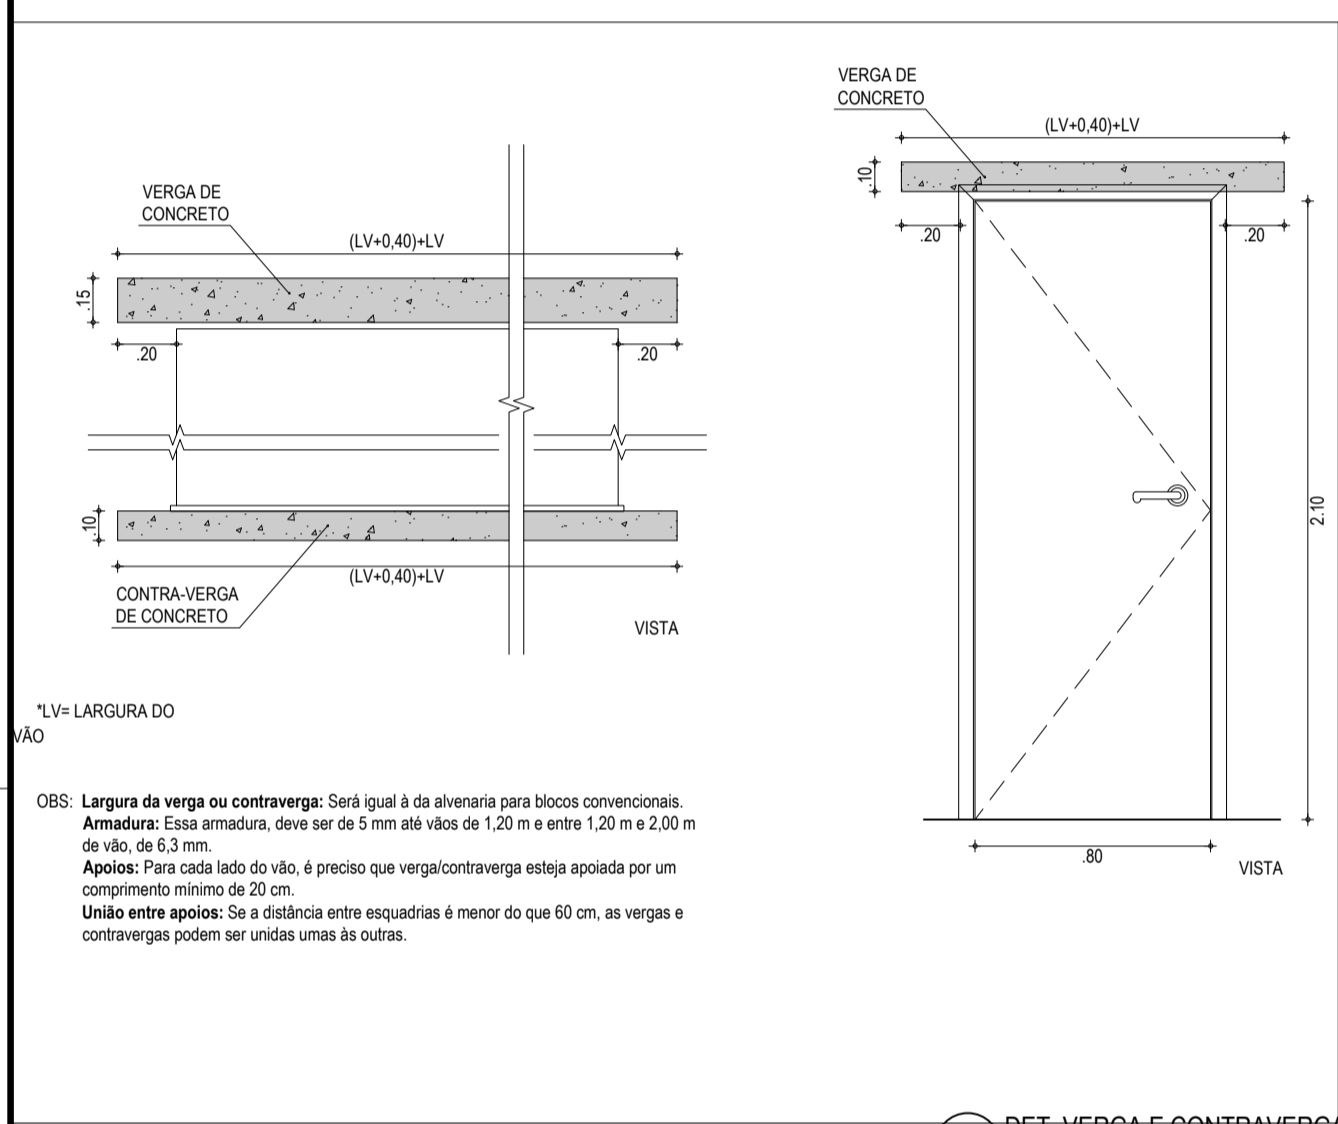 VERGA DE
CONCRETO
(LV+0,40)+LV
.15
.20
.20
.10
(LV+0,40)+LV
CONTRA-VERGA
DE CONCRETO
VISTA
*LV= LARGURA DO
VÃO
OBS: Largura da verga ou contraverga: Será igual à da alvenaria para blocos convencionais.
Armadura: Essa armadura, deve ser de 5 mm até vãos de 1,20 m e entre 1,20 m e 2,00 m
de vão, de 6,3 mm.
Apoios: Para cada lado do vão, é preciso que verga/contraverga esteja apoiada por um
comprimento mínimo de 20 cm.
União entre apoios: Se a distância entre esquadrias é menor do que 60 cm, as vergas e
contravergas podem ser unidas umas às outras.
VERGA DE
CONCRETO
(LV+0,40)+LV
.10
.20
.20
2.10
.80
VISTA
DET. VERGA E CONTRAVERGA